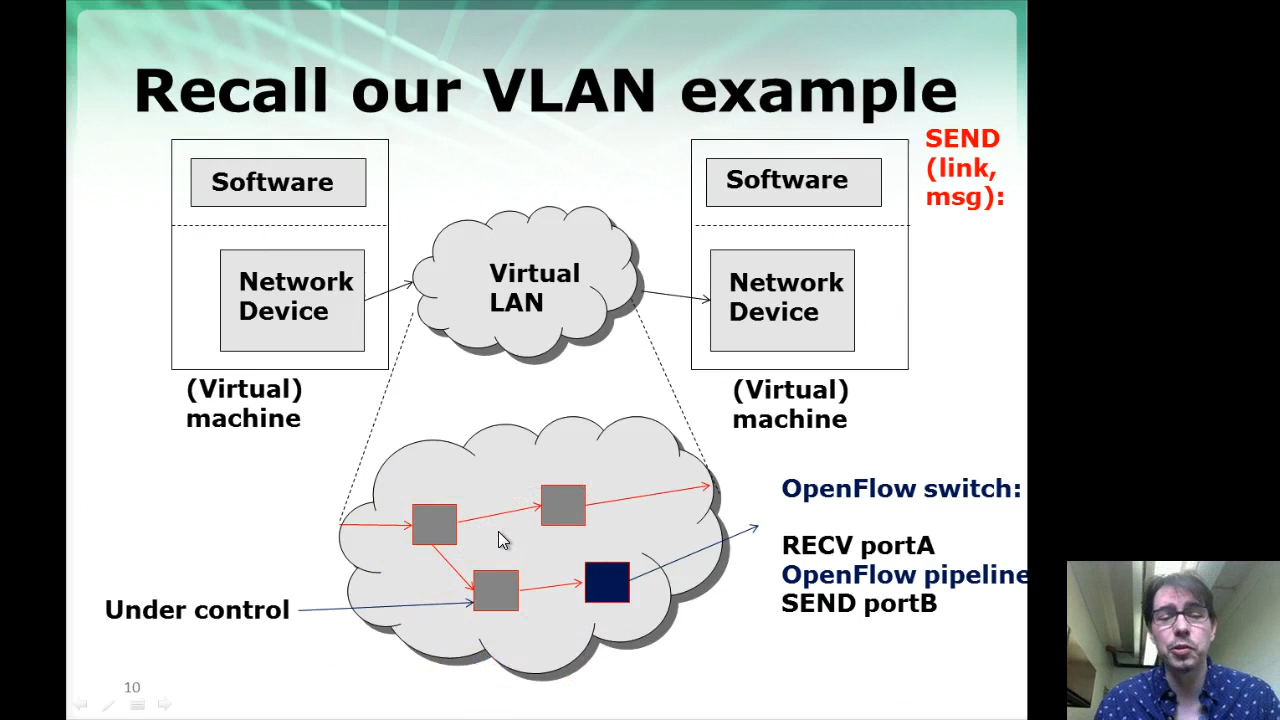 Recall our VLAN example
SEND
(link,
msg):
Software
Software
Network
Device
Virtual
LAN
Network
Device
(Virtual)
machine
(Virtual)
machine
OpenFlow switch:
RECV portA
OpenFlow pipeline
SEND portB
Under control
10